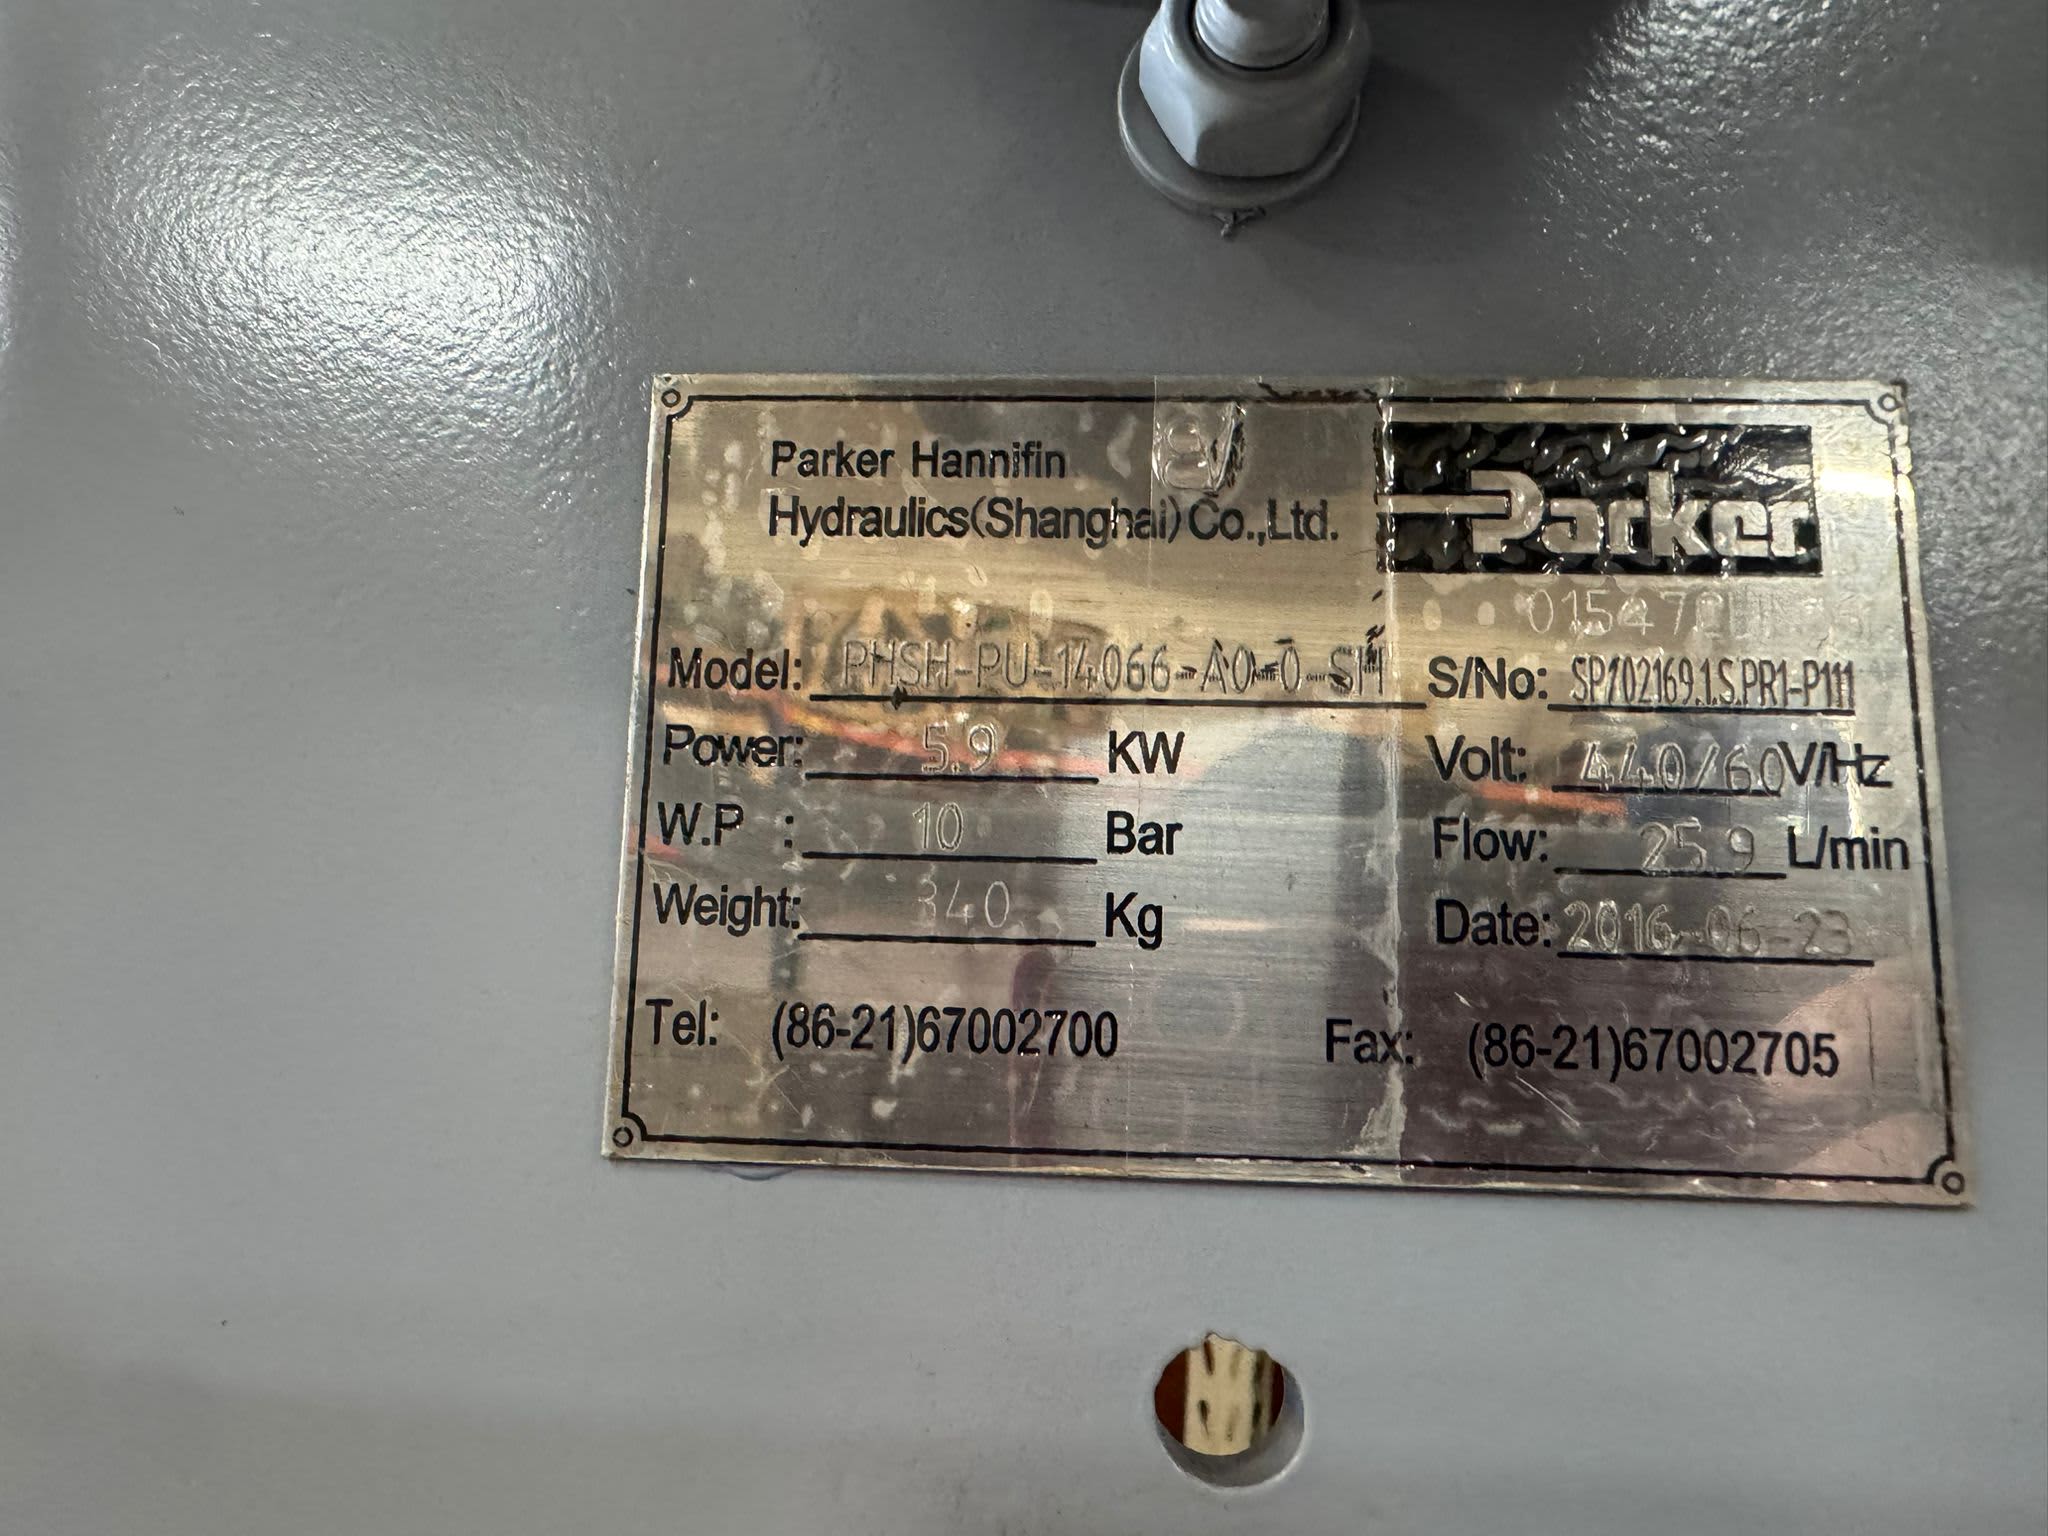 Parker Hannifin
Hydraulics(Shanghai)Co.,Ltd.
Parker
Model: PHSH-PU-14066-A0-0-SH S/No: SP102169.1.S.PR1-P111
Power: 5.9 KW Volt: 440/60 V/Hz
W.P : 10 Bar Flow: 25.9 L/min
Weight: 340 Kg Date: 2016-06-23
Tel: (86-21)67002700 Fax: (86-21)67002705